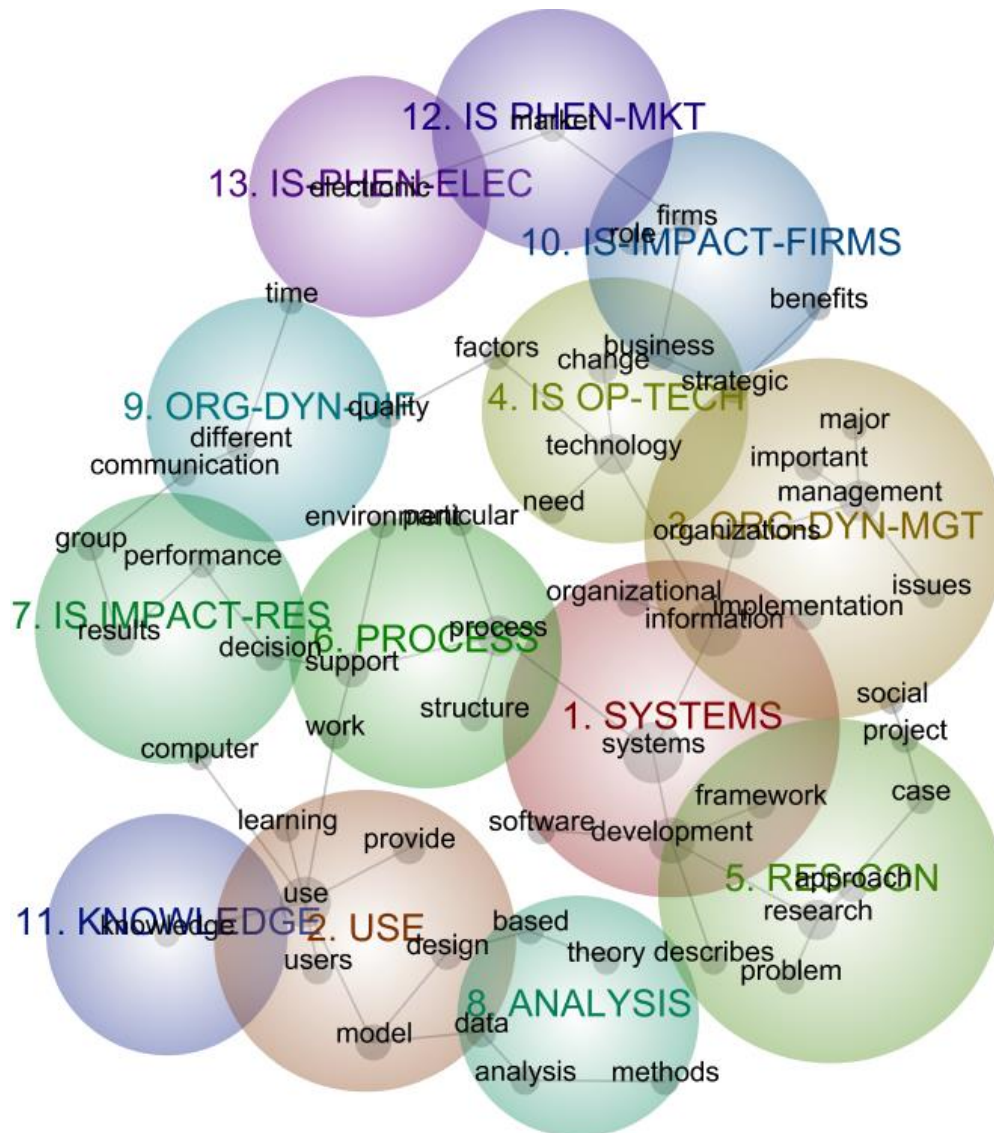 12. IS PHEN-MKT
market
13. IS-PHEN-ELEC
electronic
firms
role
10. IS-IMPACT-FIRMS
time
benefits
factors
business
change
strategic
4. IS OP-TECH
9. ORG-DYN-DIF
quality
major
different
technology
communication
important
management
need
environment
particular
3. ORG-DYN-MGT
organizations
group
performance
organizational
issues
implementation
information
7. IS IMPACT-RES
results
process
6. PROCESS
decision
support
social
structure
1. SYSTEMS
project
work
systems
computer
case
framework
learning
software
development
provide
5. RES-CON
approach
use
research
11. KNOWLEDGE
knowledge
2. USE
based
design
theory
describes
users
problem
8. ANALYSIS
model
data
analysis
methods